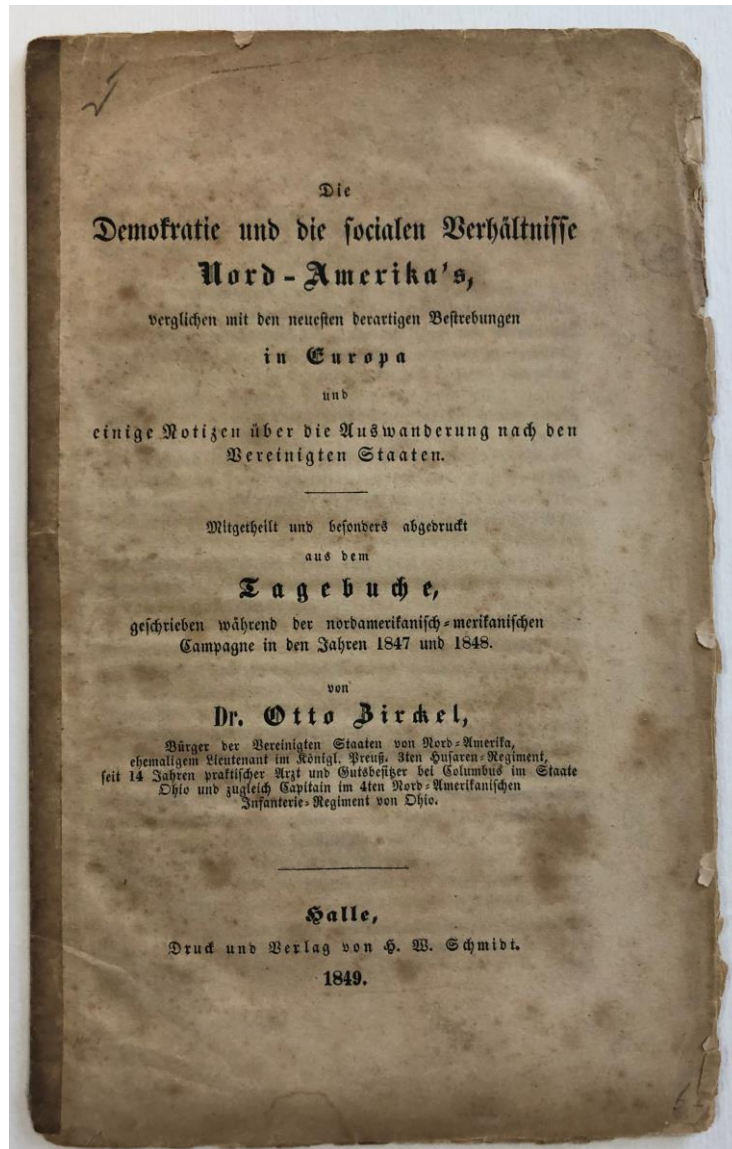 Die
Demokratie und die socialen Verhältnisse
Nord-Amerika's,
verglichen mit den neuesten derartigen Bestrebungen
in Europa
und
einige Notizen über die Auswanderung nach den
Vereinigten Staaten.
Mitgetheilt und besonders abgedruckt
aus dem
Tagebuche,
geschrieben während der nordamerikanisch-merikanischen
Campagne in den Jahren 1847 und 1848.
von
Dr. Otto Zirckel,
Bürger der Vereinigten Staaten von Nord-Amerika,
ehemaligem Lieutenant im Königl. Preuß. 3ten Husaren-Regiment,
seit 14 Jahren praktischer Arzt und Gutsbesitzer bei Columbus im Staate
Ohio und zugleich Capitain im 4ten Nord-Amerikanischen
Infanterie-Regiment von Ohio.
Halle,
Druck und Verlag von H. W. Schmidt.
1849.